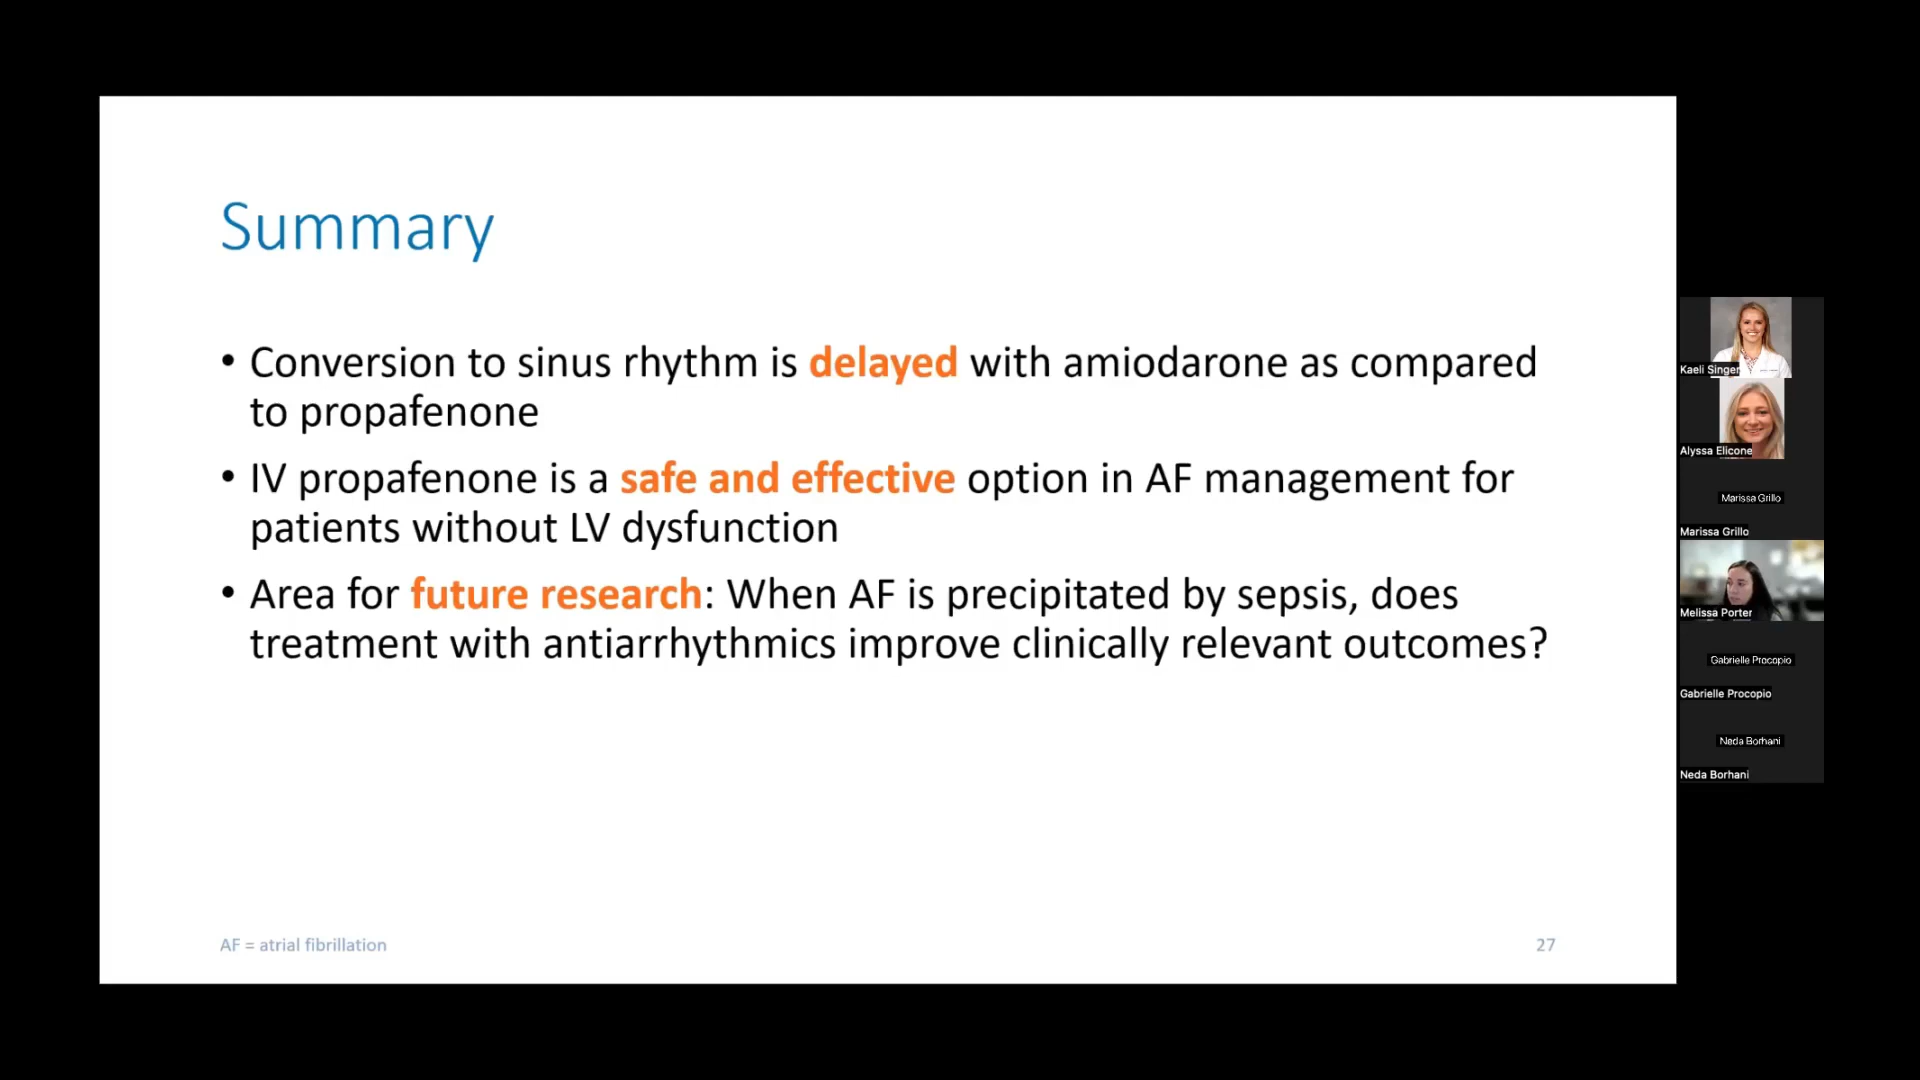 Summary
• Conversion to sinus rhythm is delayed with amiodarone as compared
to propafenone
• IV propafenone is a safe and effective option in AF management for
patients without LV dysfunction
• Area for future research: When AF is precipitated by sepsis, does
treatment with antiarrhythmics improve clinically relevant outcomes?
AF = atrial fibrillation
27
Kaeli Singer
Alyssa Elicone
Marissa Grillo
Marissa Grillo
Melissa Porter
Gabrielle Procopio
Gabrielle Procopio
Neda Borhani
Neda Borhani